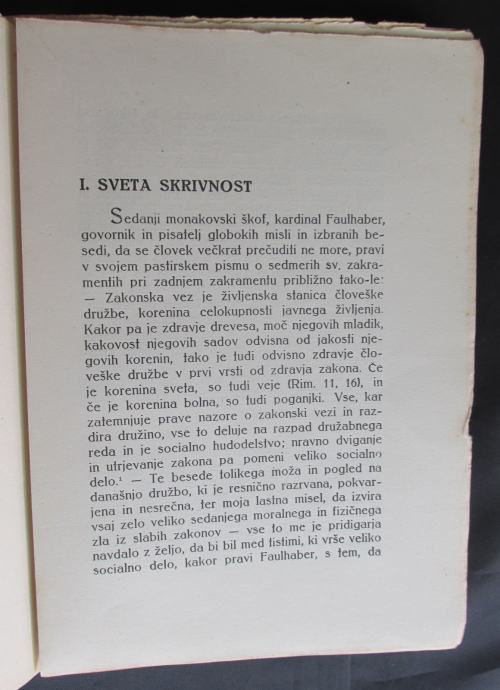 I. SVETA SKRIVNOST
Sedanji monakovski škof, kardinal Faulhaber,
govornik in pisatelj globokih misli in izbranih be-
sedi, da se človek večkrat prečuditi ne more, pravi
v svojem pastirskem pismu o sedmerih sv. zakra-
mentih pri zadnjem zakramentu približno tako-le:
— Zakonska vez je življenska stanica človeške
družbe, korenina celokupnosti javnega življenja.
Kakor pa je zdravje drevesa, moč njegovih mladik,
kakovost njegovih sadov odvisna od jakosti nje-
govih korenin, tako je tudi odvisno zdravje člo-
veške družbe v prvi vrsti od zdravja zakona. Če
je korenina sveta, so tudi veje (Rim. 11, 16), in
če je korenina bolna, so tudi poganjki. Vse, kar
zatemnjuje prave nazore o zakonski vezi in raz-
dira družino, vse to deluje na razpad družabnega
reda in je socialno hudodelstvo; nravno dviganje
in utrjevanje zakona pa pomeni veliko socialno
delo.¹ — Te besede tolikega moža in pogled na
današnjo družbo, ki je resnično razrvana, pokvar-
jena in nesrečna, ter moja lastna misel, da izvira
vsaj zelo veliko sedanjega moralnega in fizičnega
zla iz slabih zakonov — vse to me je pridigarja
navdalo z željo, da bi bil med tistimi, ki vrše veliko
socialno delo, kakor pravi Faulhaber, s tem, da